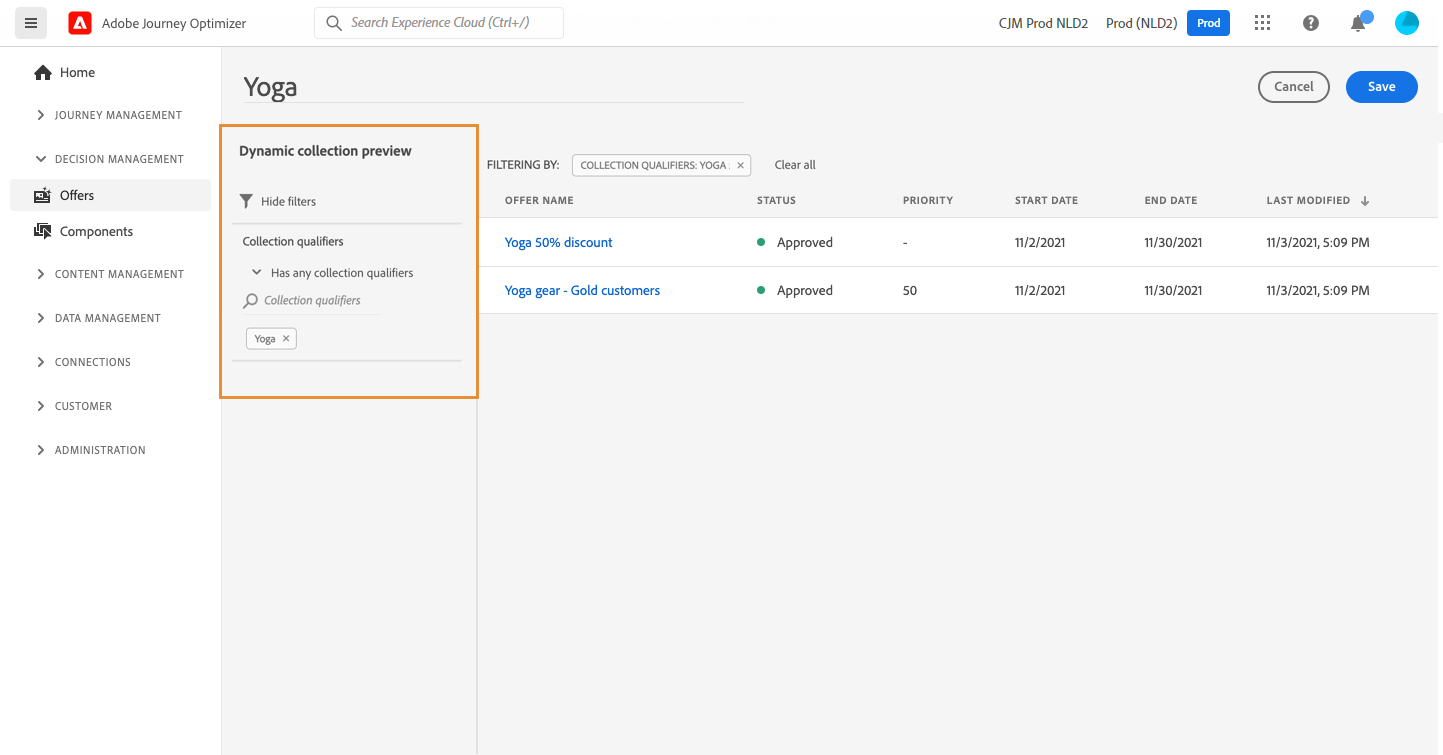 Adobe Journey Optimizer
Search Experience Cloud (Ctrl+/)
CJM Prod NLD2
Prod (NLD2)
Prod
Home
JOURNEY MANAGEMENT
DECISION MANAGEMENT
Offers
Components
CONTENT MANAGEMENT
DATA MANAGEMENT
CONNECTIONS
CUSTOMER
ADMINISTRATION
Yoga
Cancel
Save
Dynamic collection preview
Hide filters
Collection qualifiers
Has any collection qualifiers
Collection qualifiers
Yoga
FILTERING BY: COLLECTION QUALIFIERS: YOGA Clear all
OFFER NAME STATUS PRIORITY START DATE END DATE LAST MODIFIED
Yoga 50% discount Approved - 11/2/2021 11/30/2021 11/3/2021, 5:09 PM
Yoga gear - Gold customers Approved 50 11/2/2021 11/30/2021 11/3/2021, 5:09 PM